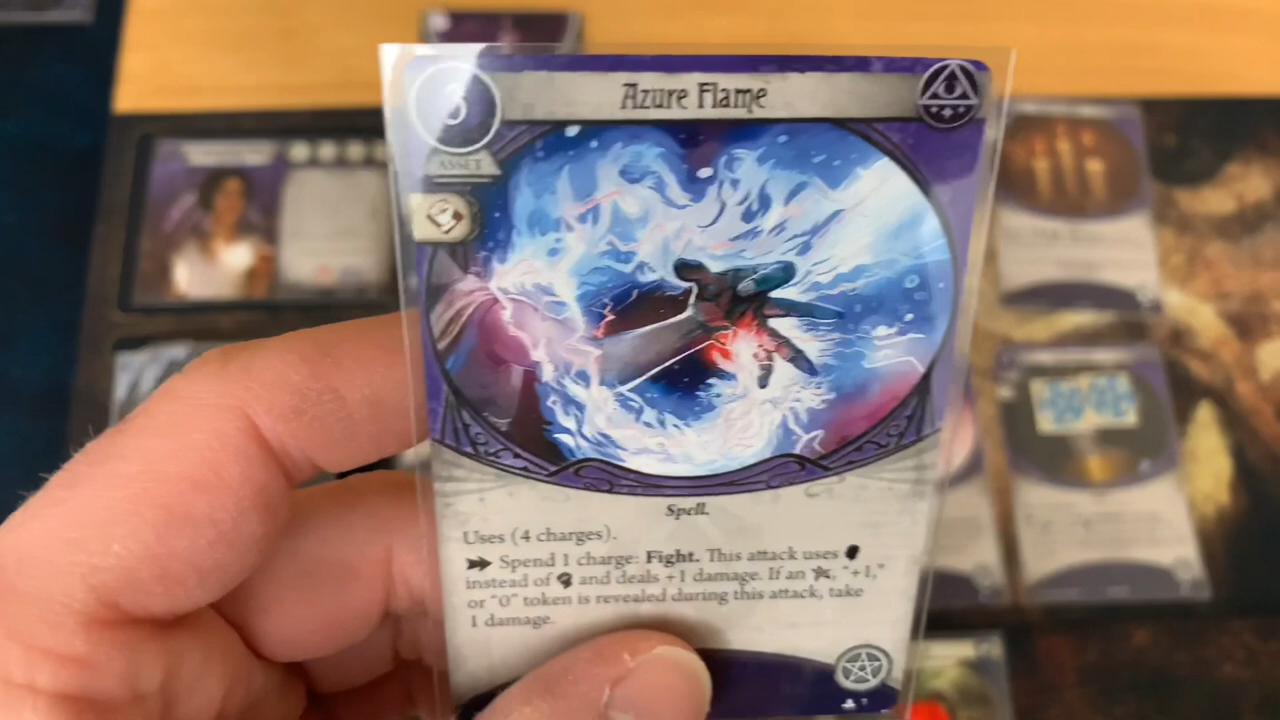 3
Azure Flame
ASSET
Spell.
Uses (4 charges).
Spend 1 charge: Fight. This attack uses
instead of and deals +1 damage. If an , "+1,"
or "0" token is revealed during this attack, take
1 damage.